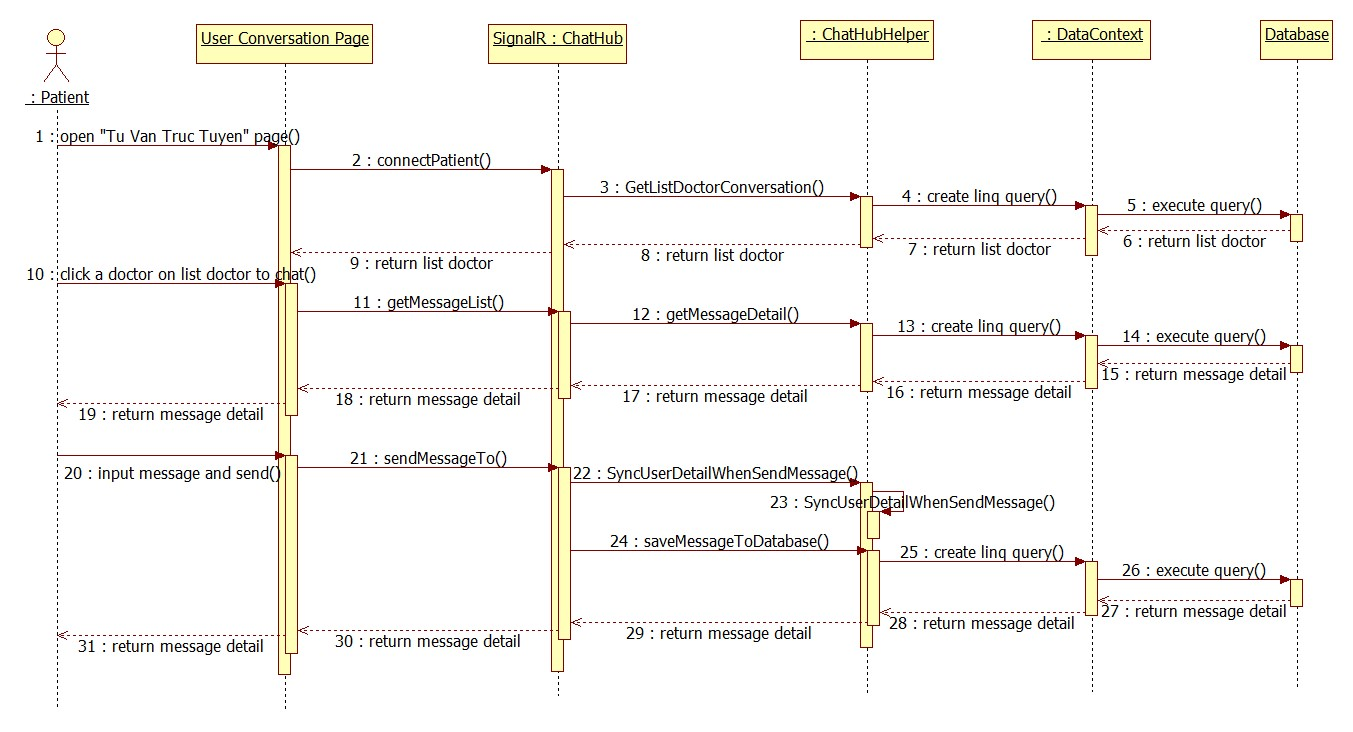 User Conversation Page
SignalR : ChatHub
: ChatHubHelper
: DataContext
Database
: Patient
1 : open "Tu Van Truc Tuyen" page()
2 : connectPatient()
3 : GetListDoctorConversation()
4 : create linq query()
5 : execute query()
6 : return list doctor
7 : return list doctor
8 : return list doctor
9 : return list doctor
10 : click a doctor on list doctor to chat()
11 : getMessageList()
12 : getMessageDetail()
13 : create linq query()
14 : execute query()
15 : return message detail
16 : return message detail
17 : return message detail
18 : return message detail
19 : return message detail
20 : input message and send()
21 : sendMessageTo()
22 : SyncUserDetailWhenSendMessage()
23 : SyncUserDetailWhenSendMessage()
24 : saveMessageToDatabase()
25 : create linq query()
26 : execute query()
27 : return message detail
28 : return message detail
29 : return message detail
30 : return message detail
31 : return message detail